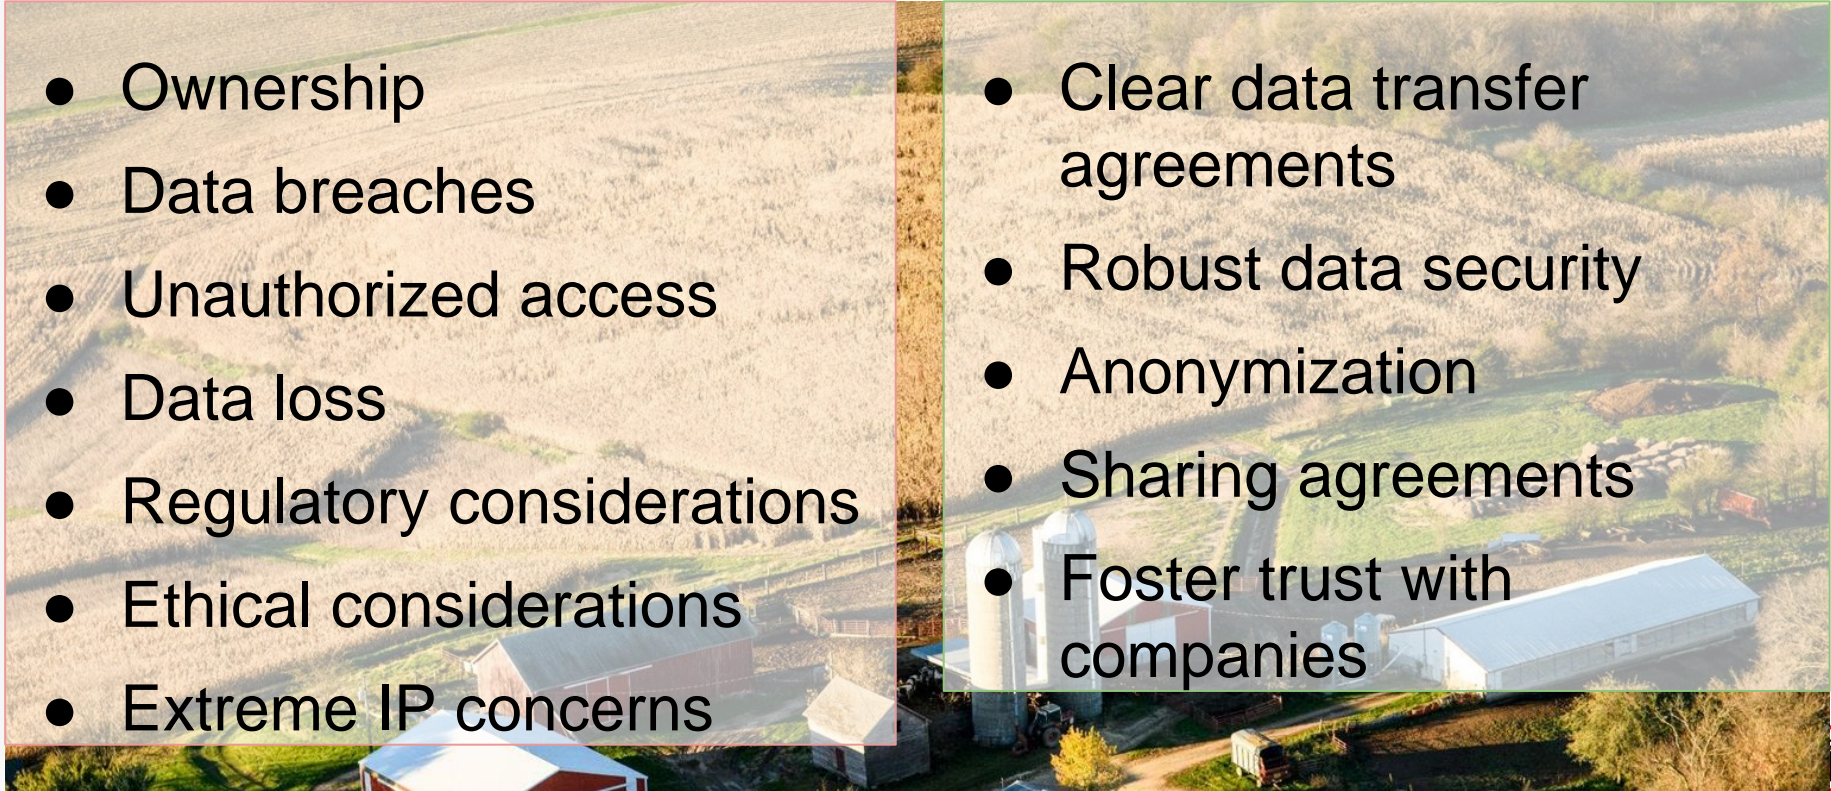 ● Ownership
● Data breaches
● Unauthorized access
● Data loss
● Regulatory considerations
● Ethical considerations
● Extreme IP concerns
● Clear data transfer
agreements
● Robust data security
● Anonymization
● Sharing agreements
● Foster trust with
companies